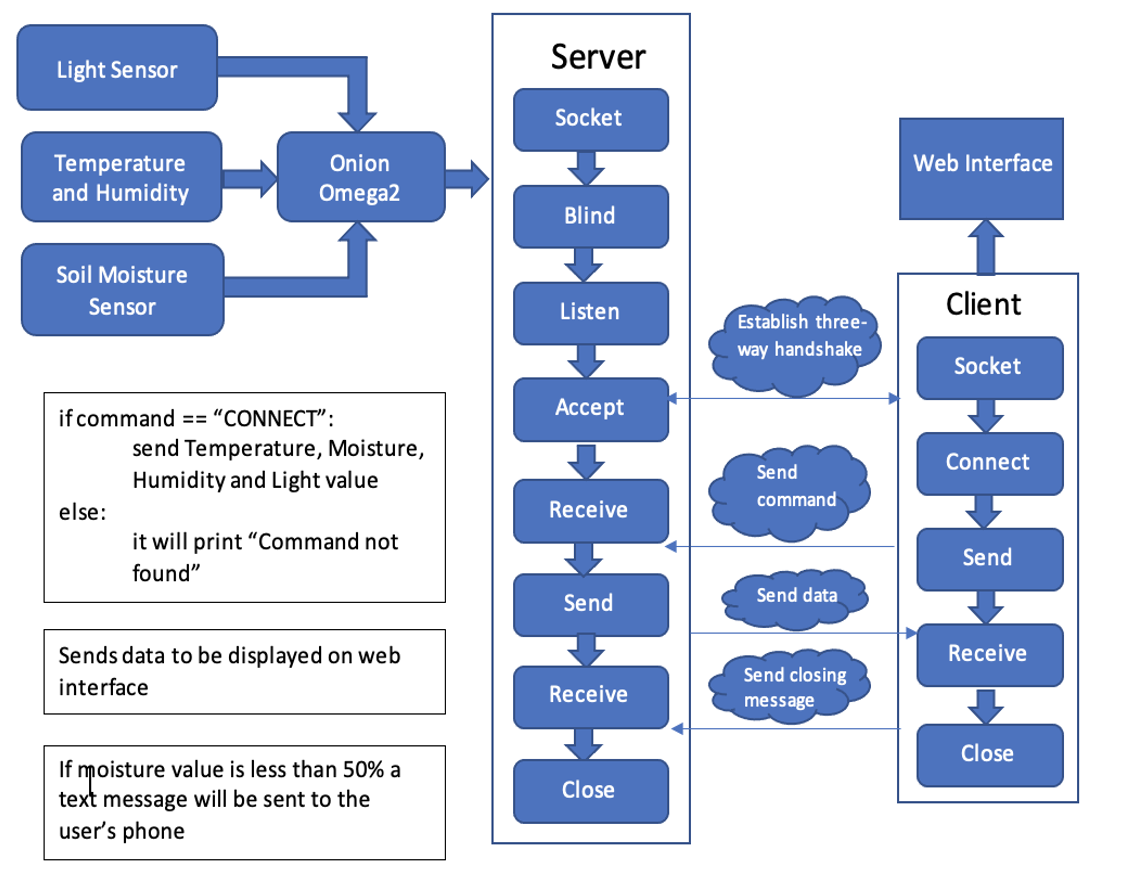 Light Sensor
Temperature
and Humidity
Soil Moisture
Sensor
Onion
Omega2
if command == “CONNECT”:
send Temperature, Moisture,
Humidity and Light value
else:
it will print “Command not
found”
Sends data to be displayed on web
interface
If moisture value is less than 50% a
text message will be sent to the
user’s phone
Server
Socket
Blind
Listen
Accept
Receive
Send
Receive
Close
Establish three-
way handshake
Send
command
Send data
Send closing
message
Web Interface
Client
Socket
Connect
Send
Receive
Close